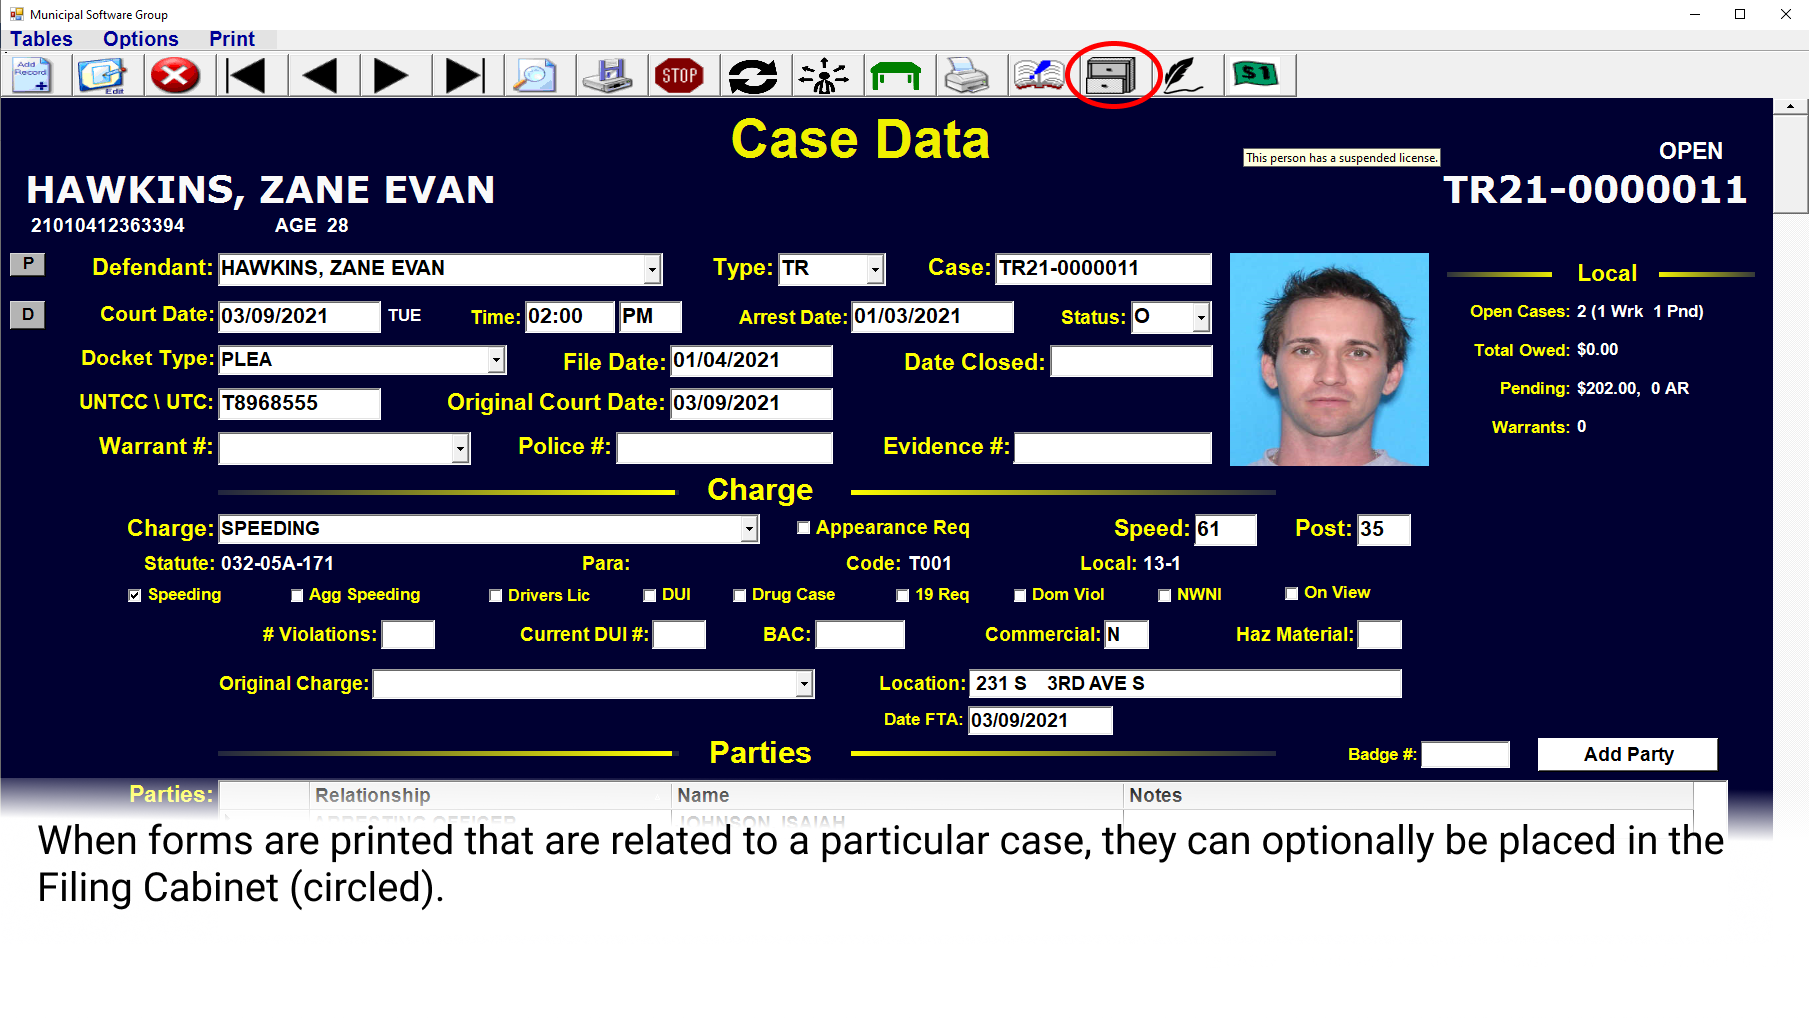 Municipal Software Group
Tables Options Print
Add Record Edit STOP $1
Case Data
This person has a suspended license.
OPEN
HAWKINS, ZANE EVAN
TR21-0000011
21010412363394 AGE 28
P Defendant: HAWKINS, ZANE EVAN Type: TR Case: TR21-0000011
Local
D Court Date: 03/09/2021 TUE Time: 02:00 PM Arrest Date: 01/03/2021 Status: O
Open Cases: 2 (1 Wrk 1 Pnd)
Docket Type: PLEA File Date: 01/04/2021 Date Closed:
Total Owed: $0.00
UNTCC \ UTC: T8968555 Original Court Date: 03/09/2021
Pending: $202.00, 0 AR
Warrant #: Police #: Evidence #:
Warrants: 0
Charge
Charge: SPEEDING Appearance Req Speed: 61 Post: 35
Statute: 032-05A-171 Para: Code: T001 Local: 13-1
Speeding Agg Speeding Drivers Lic DUI Drug Case 19 Req Dom Viol NWNI On View
# Violations: Current DUI #: BAC: Commercial: N Haz Material:
Original Charge: Location: 231 S 3RD AVE S
Date FTA: 03/09/2021
Parties
Badge #: Add Party
Parties: Relationship Name Notes
ARRESTING OFFICER JOHNSON, ISAIAH
When forms are printed that are related to a particular case, they can optionally be placed in the
Filing Cabinet (circled).